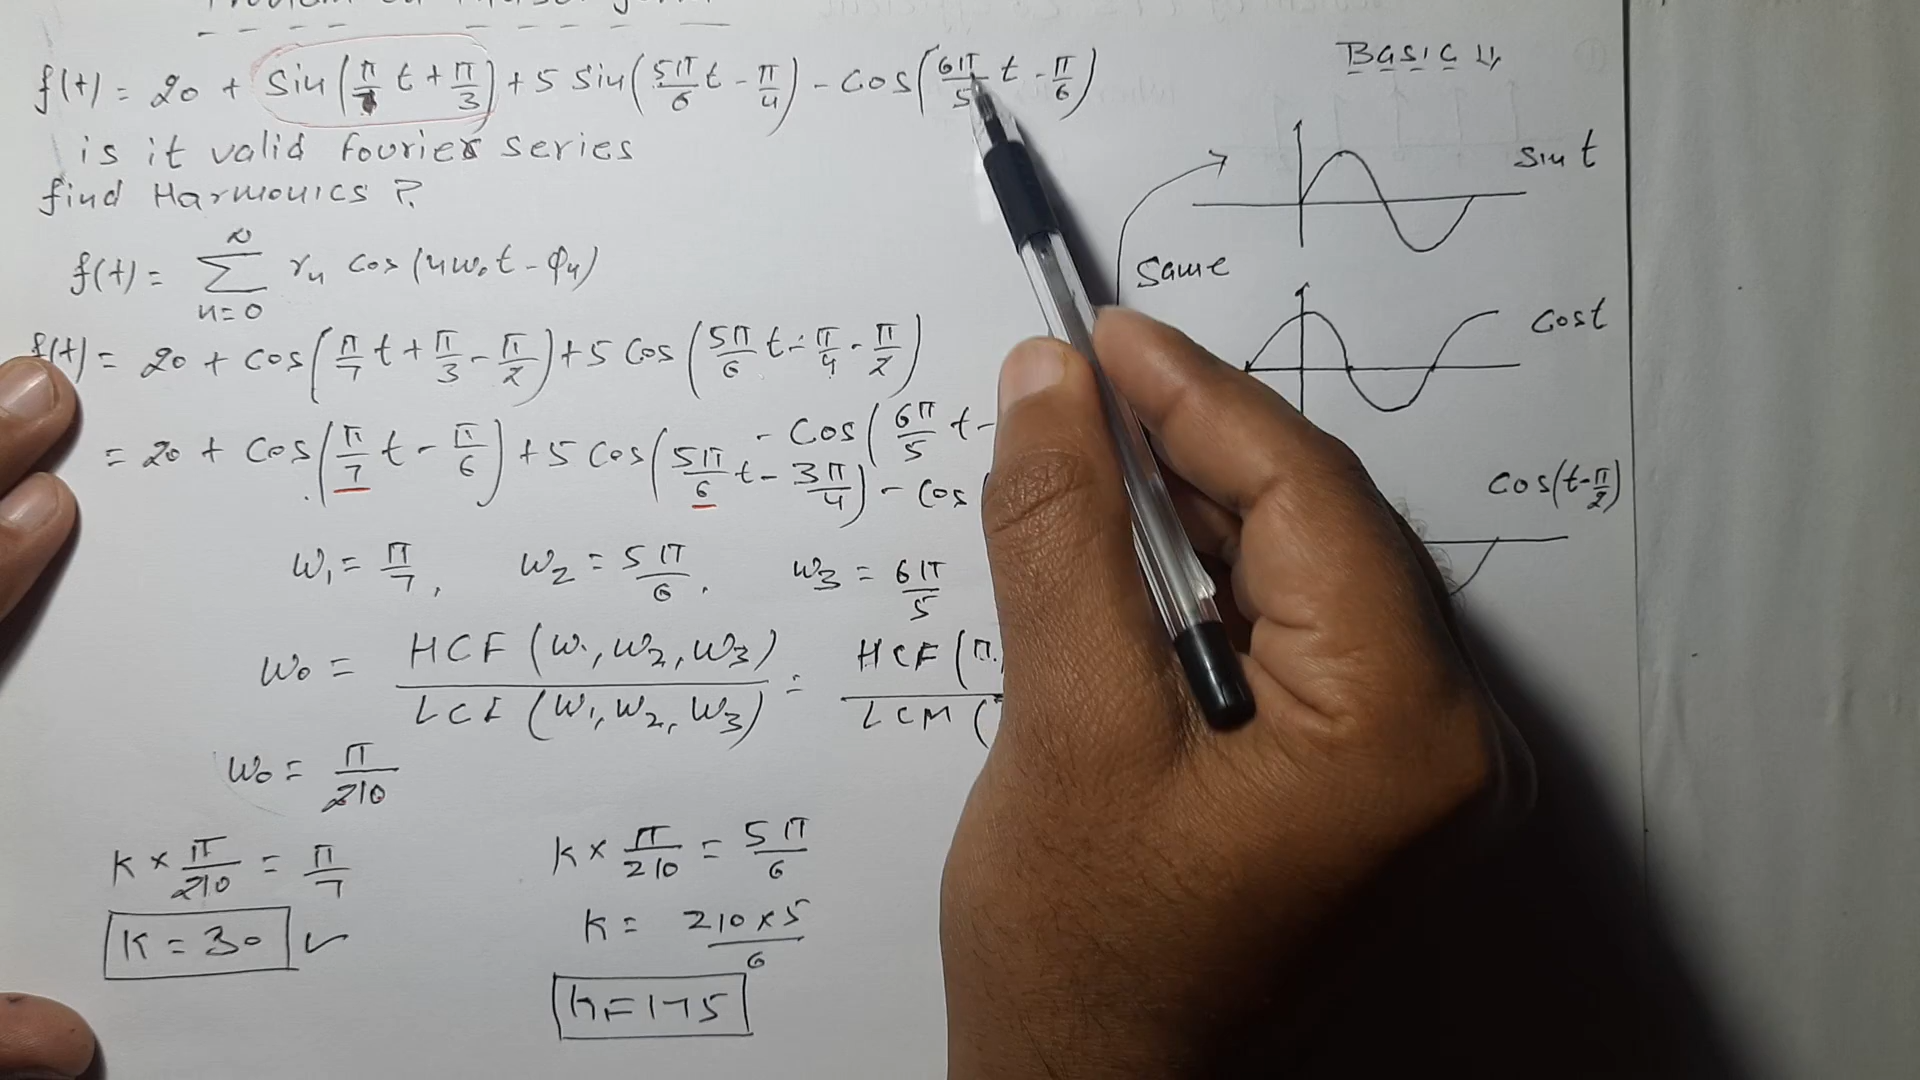 f(t) = 20 + sin(π/7 t + π/3) + 5 sin(5π/6 t - π/4) - cos(6π/5 t - π/6)
is it valid fourier series
find Harmonics ?
f(t) = ∑ n=0 ∞ rn cos(nω₀t - φn)
f(t) = 20 + cos(π/7 t + π/3 - π/2) + 5 cos(5π/6 t - π/4 - π/2)
- cos(6π/5 t -
= 20 + cos(π/7 t - π/6) + 5 cos(5π/6 t - 3π/4) - cos(
ω₁ = π/7, ω₂ = 5π/6, ω₃ = 6π/5
ω₀ = HCF(ω₁, ω₂, ω₃) / LCF(ω₁, ω₂, ω₃) = HCF(π, / LCM(
ω₀ = π/210
K × π/210 = π/7
K = 30 ✓
K × π/210 = 5π/6
K = 210×5/6
K = 175
BASIC
sin t
Same
cos t
cos(t-π/2)